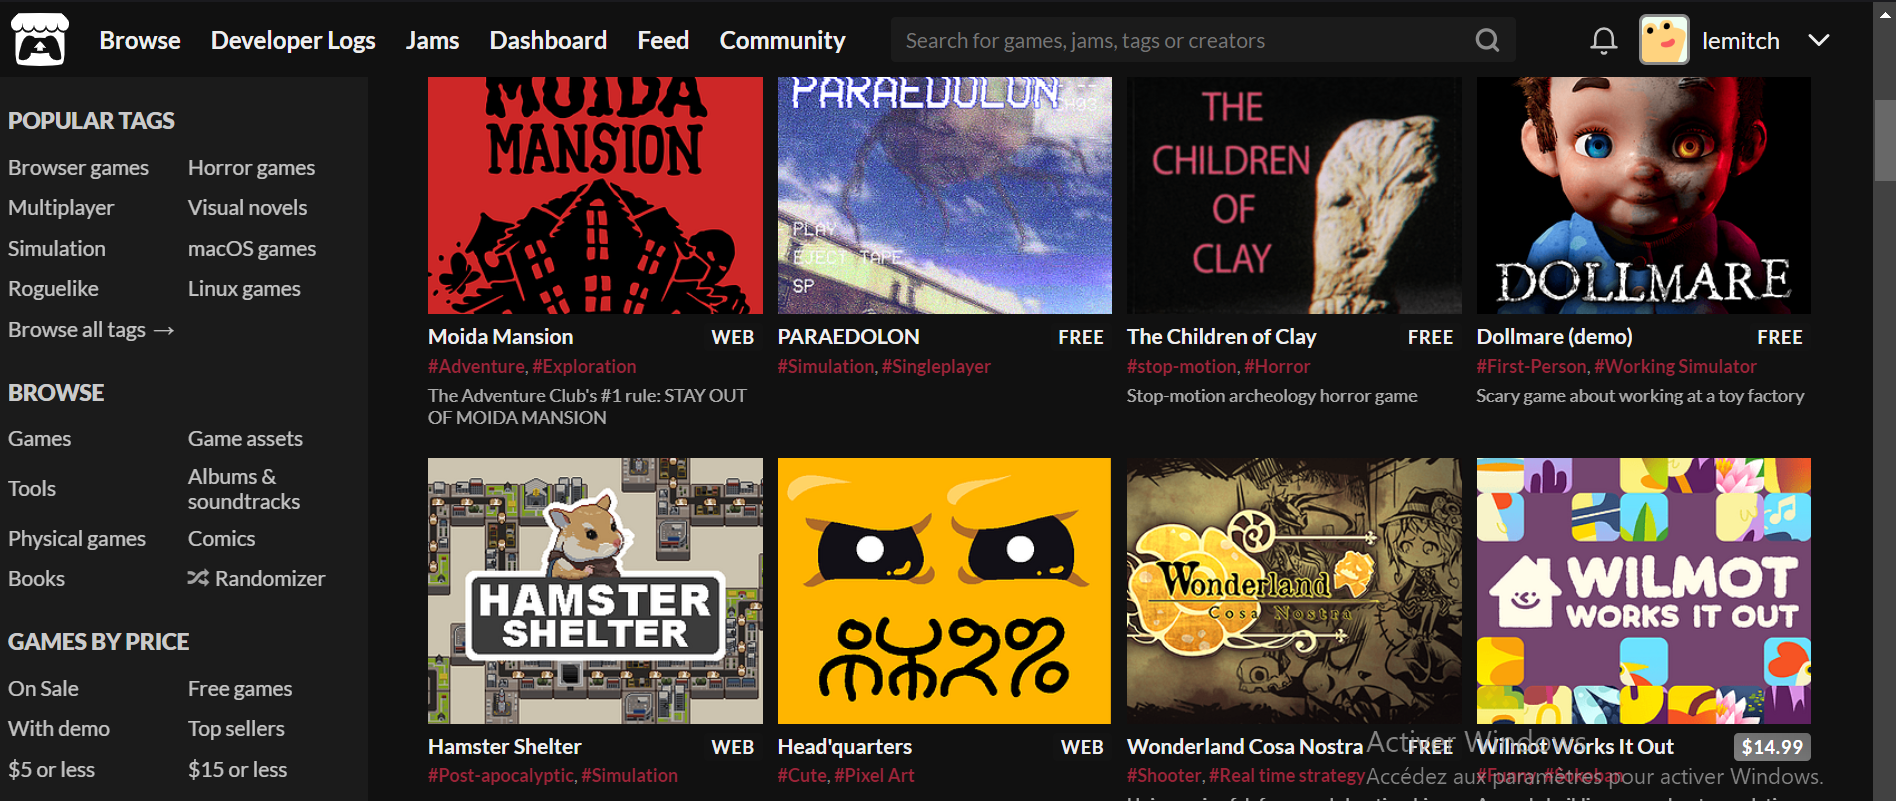 Browse Developer Logs Jams Dashboard Feed Community
Search for games, jams, tags or creators
lemitch
POPULAR TAGS
Browser games Horror games
Multiplayer Visual novels
Simulation macOS games
Roguelike Linux games
Browse all tags →
BROWSE
Games Game assets
Tools Albums &
soundtracks
Physical games Comics
Books Randomizer
GAMES BY PRICE
On Sale Free games
With demo Top sellers
$5 or less $15 or less
MOIDA
MANSION
Moida Mansion WEB
#Adventure, #Exploration
The Adventure Club's #1 rule: STAY OUT
OF MOIDA MANSION
PARAEDOLON
CH03
PLAY
EJECT TAPE
SP
PARAEDOLON FREE
#Simulation, #Singleplayer
THE
CHILDREN
OF
CLAY
The Children of Clay FREE
#stop-motion, #Horror
Stop-motion archeology horror game
DOLLMARE
Dollmare (demo) FREE
#First-Person, #Working Simulator
Scary game about working at a toy factory
HAMSTER
SHELTER
Hamster Shelter WEB
#Post-apocalyptic, #Simulation
Head'quarters WEB
#Cute, #Pixel Art
Wonderland
Cosa Nostra
Wonderland Cosa Nostra FREE
#Shooter, #Real time strategy
WILMOT
WORKS IT OUT
Wilmot Works It Out $14.99
#Funny, #Sokoban
Activer Windows
Accédez aux paramètres pour activer Windows.